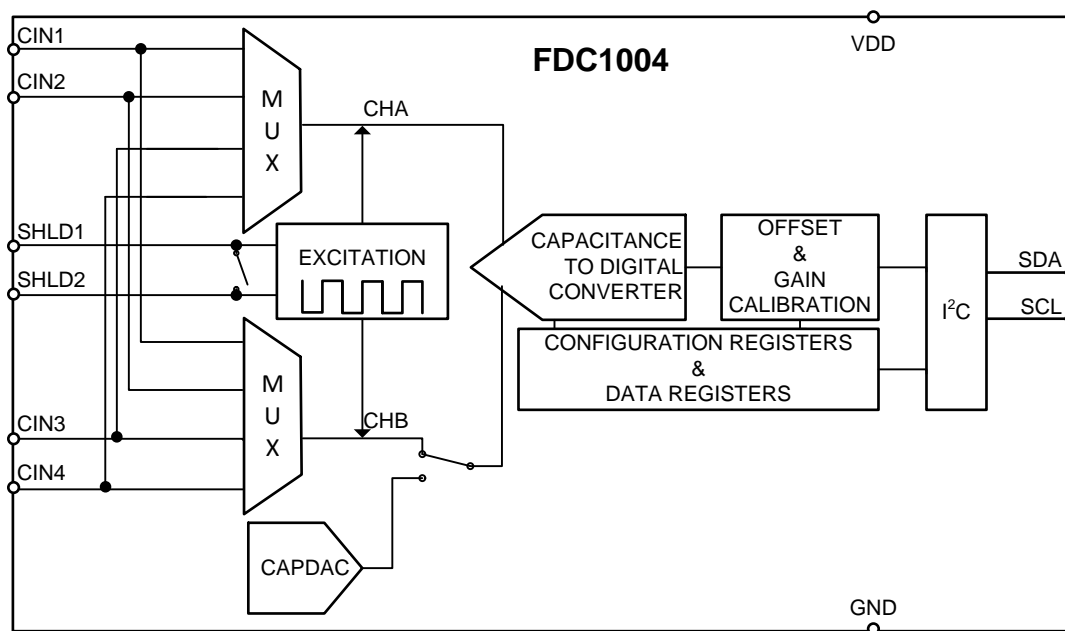 CIN1
CIN2
SHLD1
SHLD2
CIN3
CIN4
M
U
X
CHA
FDC1004
VDD
EXCITATION
M
U
X
CHB
CAPDAC
CAPACITANCE
TO DIGITAL
CONVERTER
OFFSET
&
GAIN
CALIBRATION
CONFIGURATION REGISTERS
&
DATA REGISTERS
I²C
SDA
SCL
GND